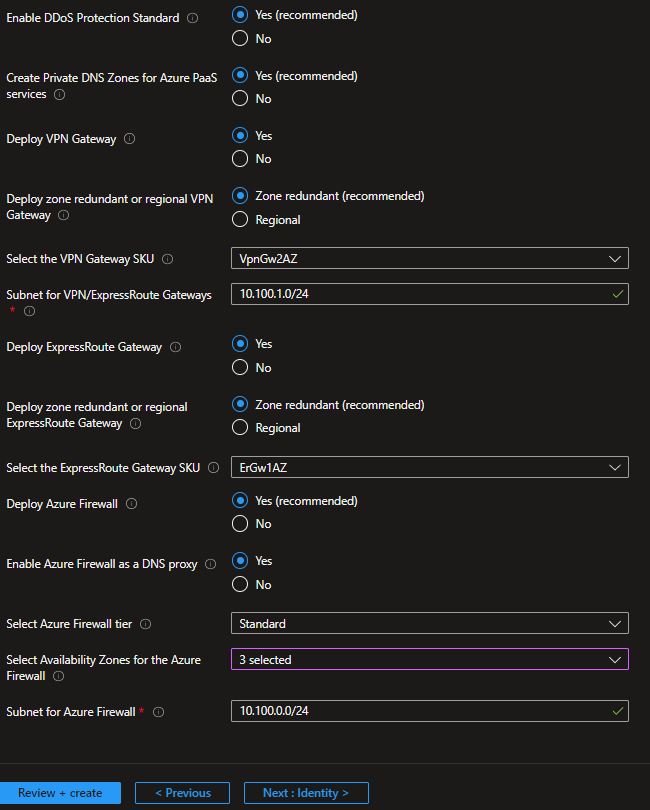 Enable DDoS Protection Standard
Yes (recommended)
No
Create Private DNS Zones for Azure PaaS
services
Yes (recommended)
No
Deploy VPN Gateway
Yes
No
Deploy zone redundant or regional VPN
Gateway
Zone redundant (recommended)
Regional
Select the VPN Gateway SKU
VpnGw2AZ
Subnet for VPN/ExpressRoute Gateways
*
10.100.1.0/24
Deploy ExpressRoute Gateway
Yes
No
Deploy zone redundant or regional
ExpressRoute Gateway
Zone redundant (recommended)
Regional
Select the ExpressRoute Gateway SKU
ErGw1AZ
Deploy Azure Firewall
Yes (recommended)
No
Enable Azure Firewall as a DNS proxy
Yes
No
Select Azure Firewall tier
Standard
Select Availability Zones for the Azure
Firewall
3 selected
Subnet for Azure Firewall *
10.100.0.0/24
Review + create
< Previous
Next : Identity >